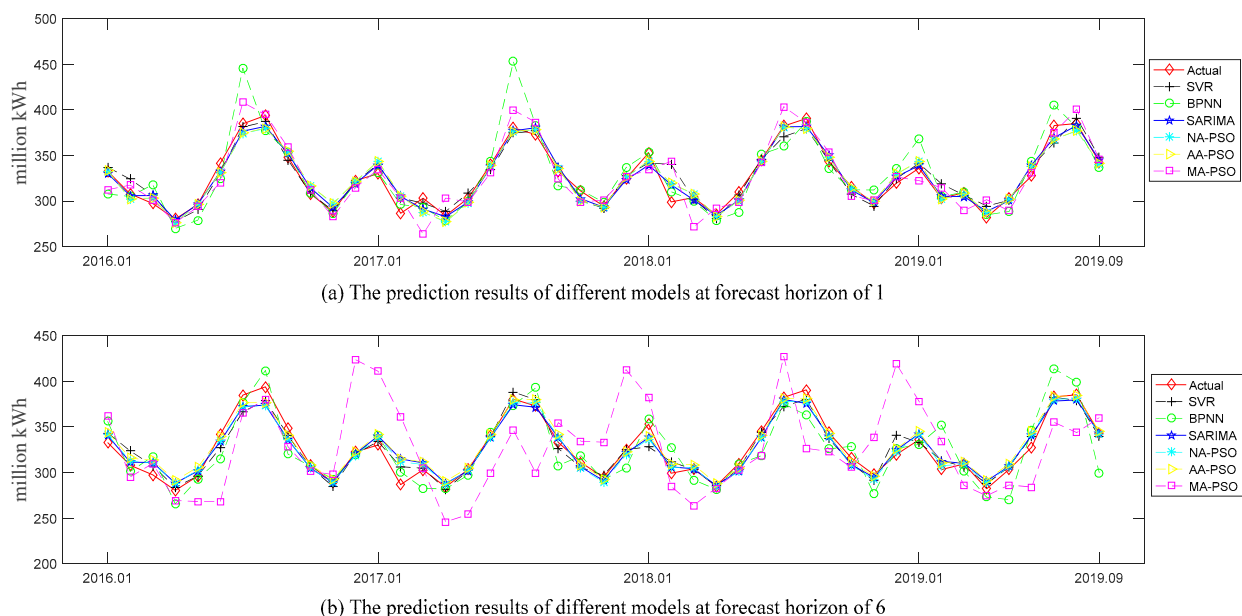 500
450
400
350
300
250
million kWh
2016.01
2017.01
2018.01
2019.01
2019.09
Actual
SVR
BPNN
SARIMA
NA-PSO
AA-PSO
MA-PSO
(a) The prediction results of different models at forecast horizon of 1
450
400
350
300
250
200
million kWh
2016.01
2017.01
2018.01
2019.01
2019.09
Actual
SVR
BPNN
SARIMA
NA-PSO
AA-PSO
MA-PSO
(b) The prediction results of different models at forecast horizon of 6